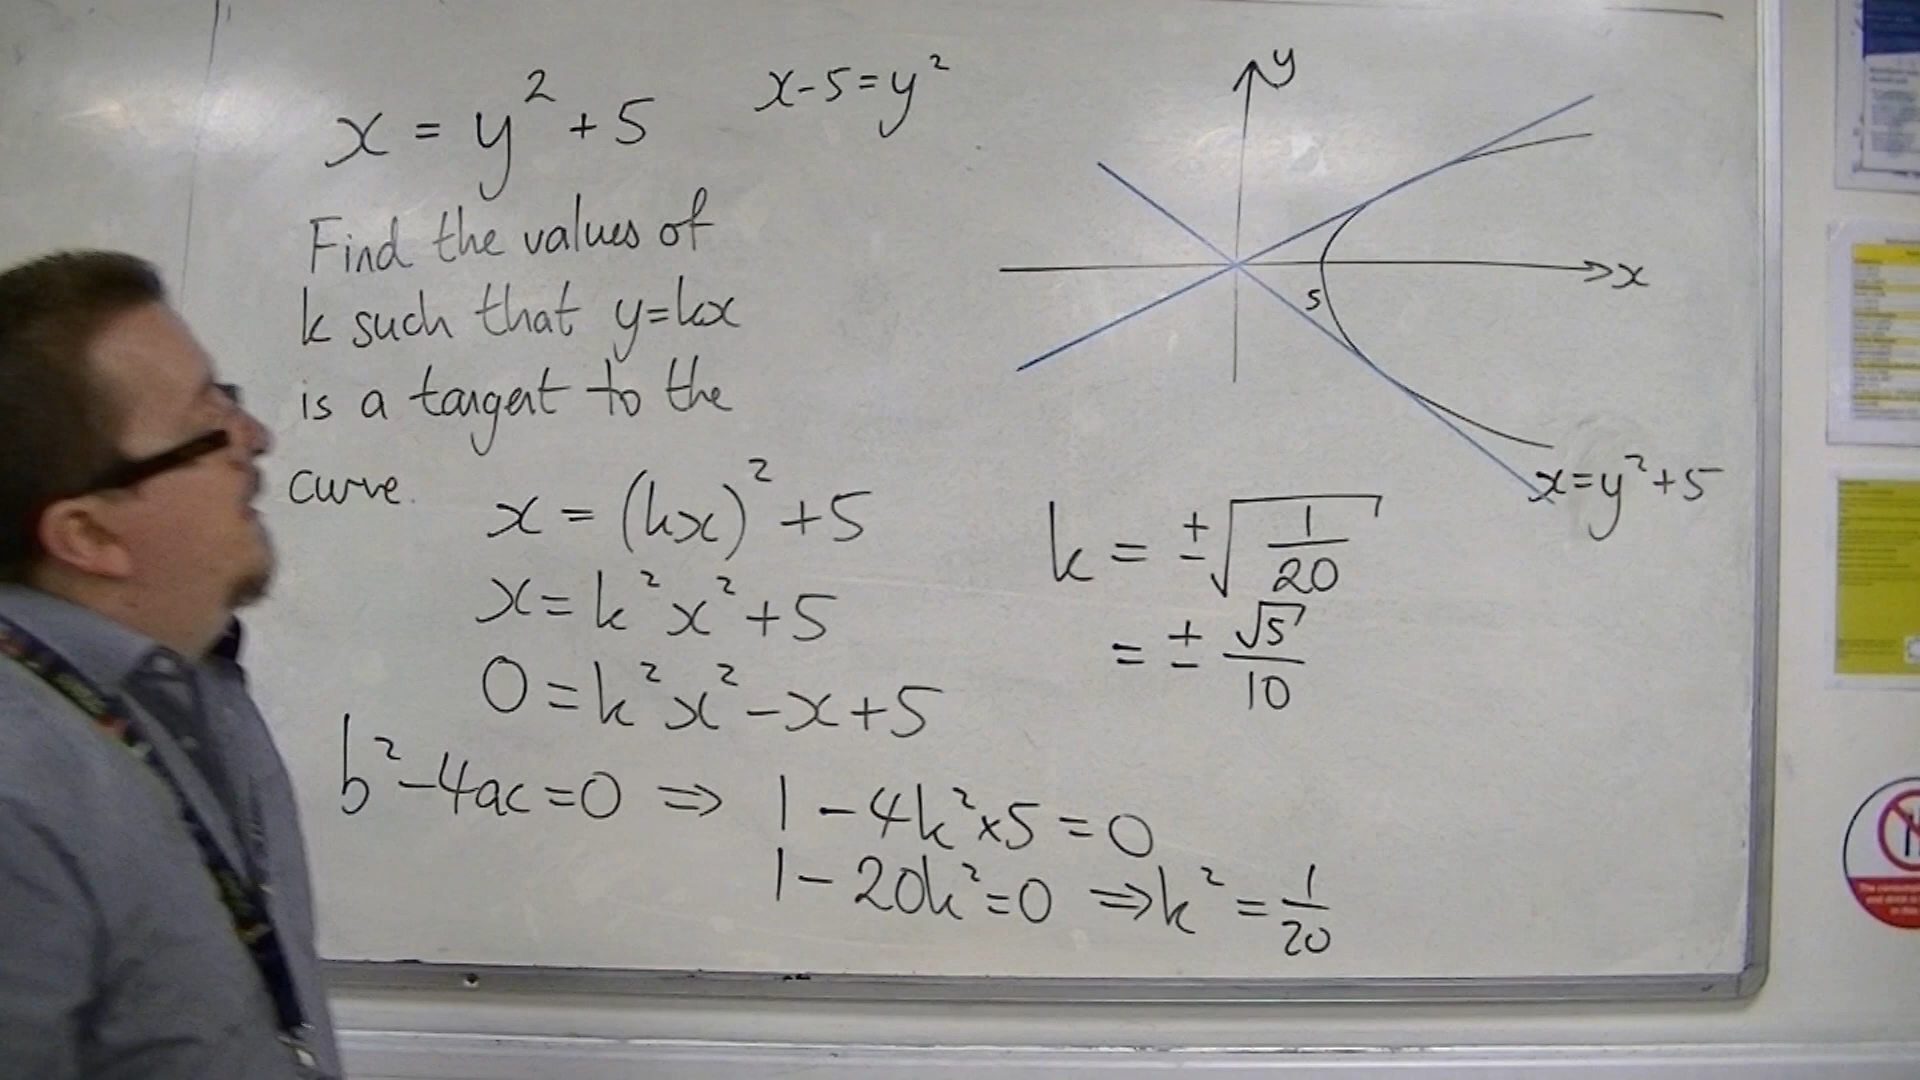 x = y² + 5
x - 5 = y²
Find the values of
k such that y = kx
is a tangent to the
curve.
x = (kx)² + 5
x = k²x² + 5
0 = k²x² - x + 5
b² - 4ac = 0 ⇒ 1 - 4k² × 5 = 0
1 - 20k² = 0 ⇒ k² = 1/20
y
x
5
x = y² + 5
k = ±√(1/20)
= ± √5/10